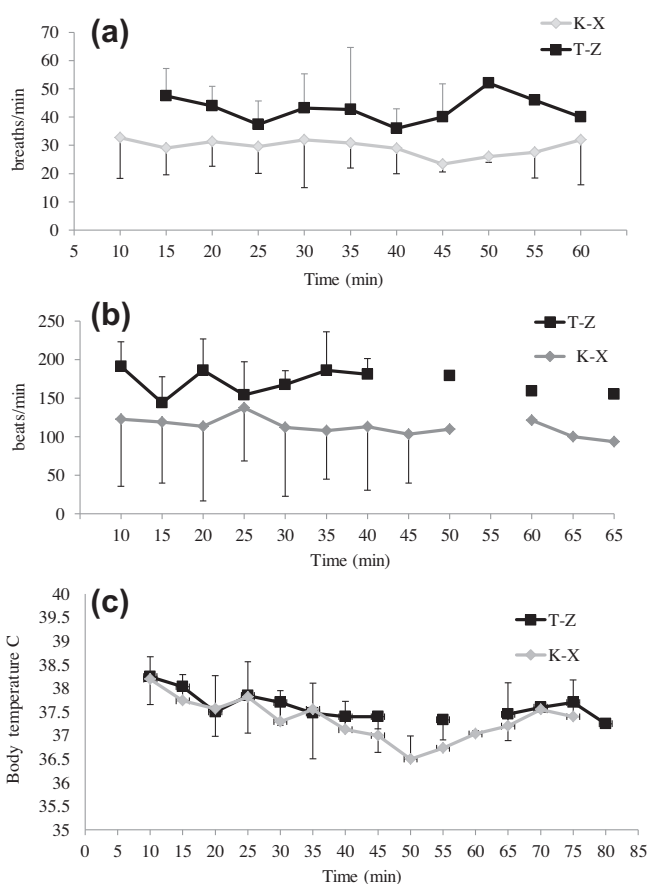 (a)
K-X
T-Z
breaths/min
70
60
50
40
30
20
10
0
5 10 15 20 25 30 35 40 45 50 55 60
Time (min)
(b)
T-Z
K-X
beats/min
250
200
150
100
50
0
10 15 20 25 30 35 40 45 50 55 60 65 65
Time (min)
(c)
T-Z
K-X
Body temperature C
40
39.5
39
38.5
38
37.5
37
36.5
36
35.5
35
0 5 10 15 20 25 30 35 40 45 50 55 60 65 70 75 80 85
Time (min)